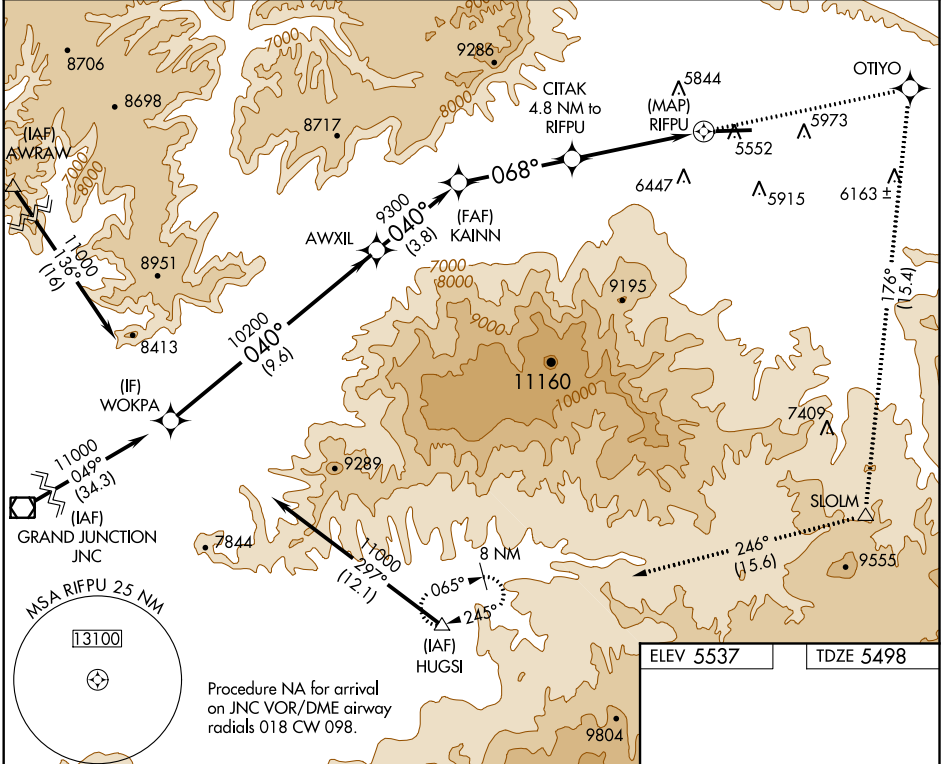 8706
8698
(IAF)
AWRAW
7000
8000
11000
136°
(16)
8951
8413
7000
8717
8000
9286
9000
CITAK
4.8 NM to
RIFPU
(MAP)
RIFPU
5844
OTIYO
5552
5973
6447
5915
6163 ±
068°
(FAF)
KAINN
9300
040°
(3.8)
AWXIL
10200
040°
(9.6)
(IF)
WOKPA
11000
049°
(34.3)
(IAF)
GRAND JUNCTION
JNC
7000
8000
9000
9195
11160
10000
176°
(15.4)
7409
SLOLM
246°
(15.6)
9555
9289
7844
11000
297°
(12.1)
8 NM
065°
245°
(IAF)
HUGSI
MSA RIFPU 25 NM
13100
Procedure NA for arrival
on JNC VOR/DME airway
radials 018 CW 098.
9804
ELEV 5537
TDZE 5498